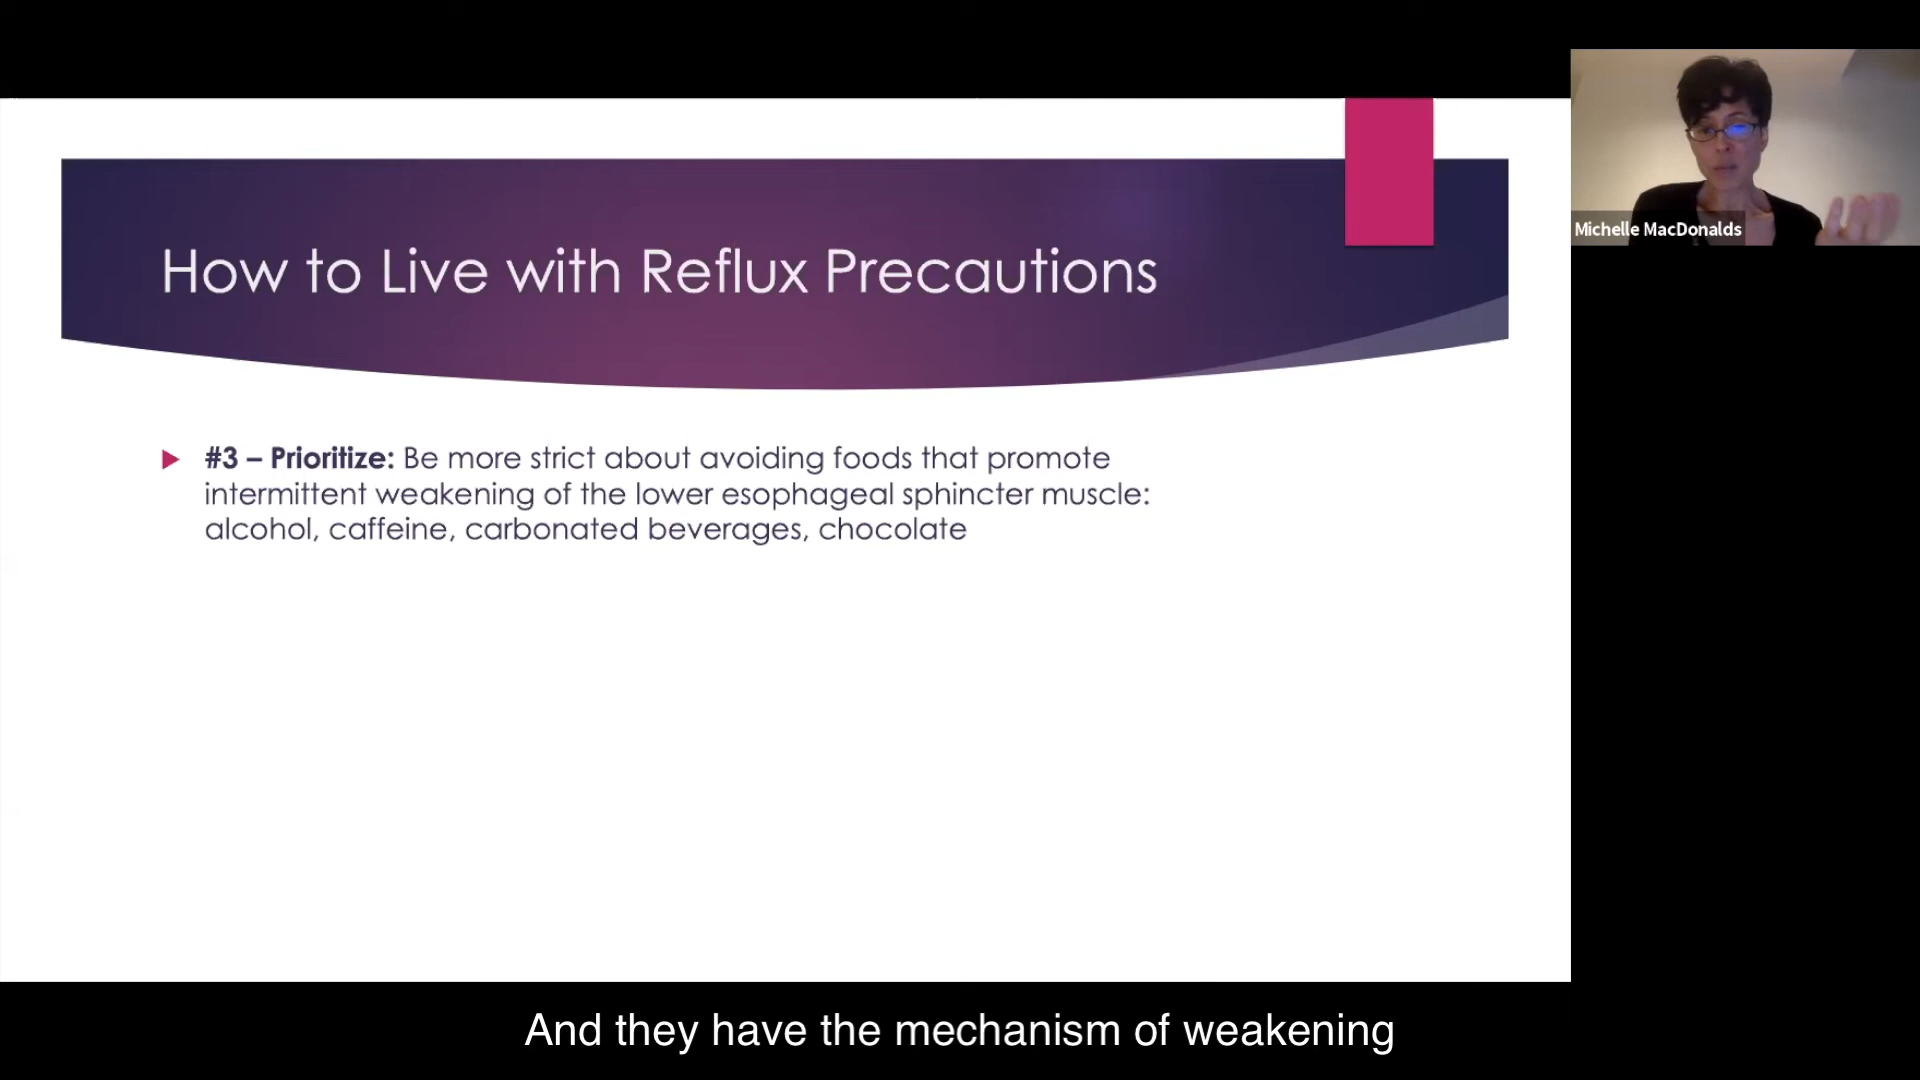 How to Live with Reflux Precautions
Michelle MacDonalds
#3 – Prioritize: Be more strict about avoiding foods that promote
intermittent weakening of the lower esophageal sphincter muscle:
alcohol, caffeine, carbonated beverages, chocolate
And they have the mechanism of weakening